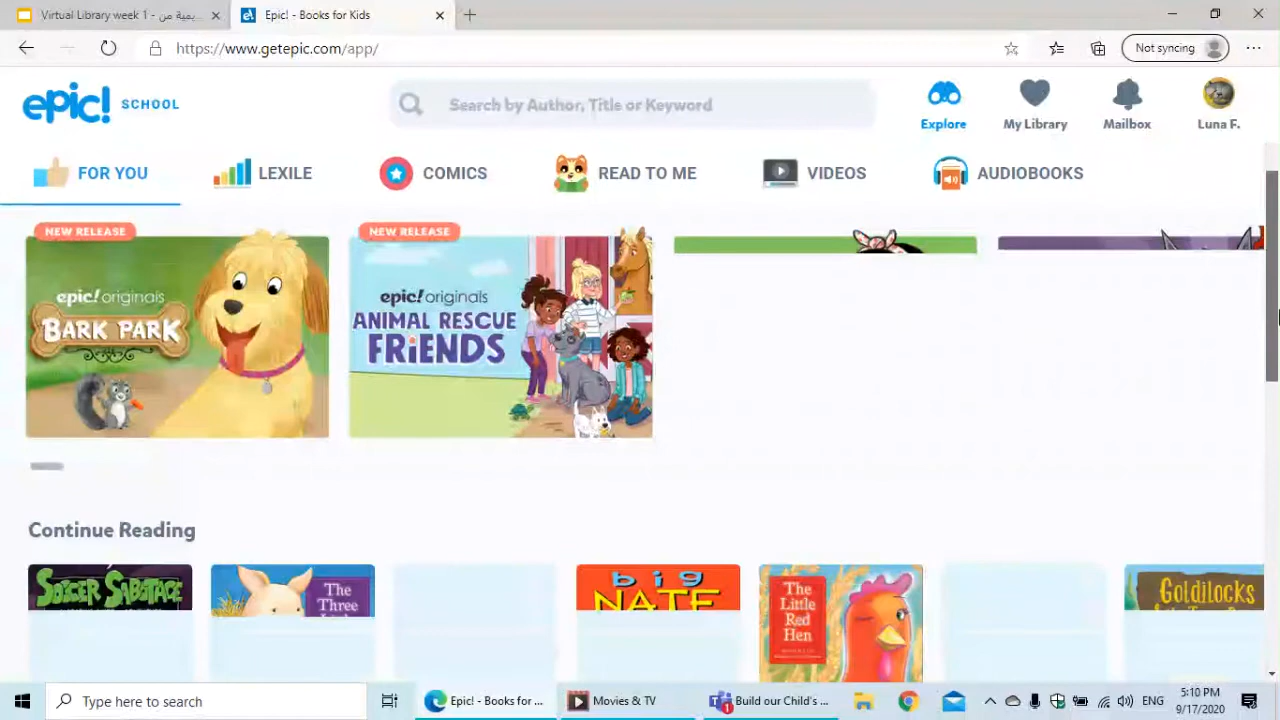 Virtual Library week 1 - يمية من
Epic! - Books for Kids
https://www.getepic.com/app/
Not syncing
epic! SCHOOL
Search by Author, Title or Keyword
Explore
My Library
Mailbox
Luna F.
FOR YOU
LEXILE
COMICS
READ TO ME
VIDEOS
AUDIOBOOKS
NEW RELEASE
epic! originals
BARK PARK
NEW RELEASE
epic! originals
ANIMAL RESCUE
FRIENDS
Continue Reading
SOCCER SABOTAGE
The
Three
big
NATE
The
Little
Red
Hen
Goldilocks
Type here to search
Epic! - Books for ...
Movies & TV
1
Build our Child's...
ENG
5:10 PM
9/17/2020